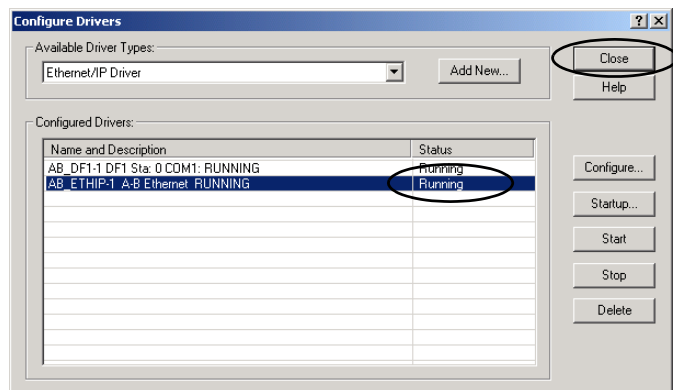 Configure Drivers
Available Driver Types:
Ethernet/IP Driver
Add New...
Close
Help
Configured Drivers:
Name and Description Status
AB_DF1-1 DF1 Sta: 0 COM1: RUNNING Running
AB_ETHIP-1 A-B Ethernet RUNNING Running
Configure...
Startup...
Start
Stop
Delete